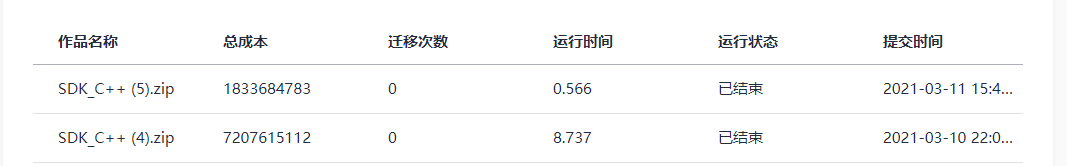 作品名称 总成本 迁移次数 运行时间 运行状态 提交时间
SDK_C++ (5).zip 1833684783 0 0.566 已结束 2021-03-11 15:4...
SDK_C++ (4).zip 7207615112 0 8.737 已结束 2021-03-10 22:0...